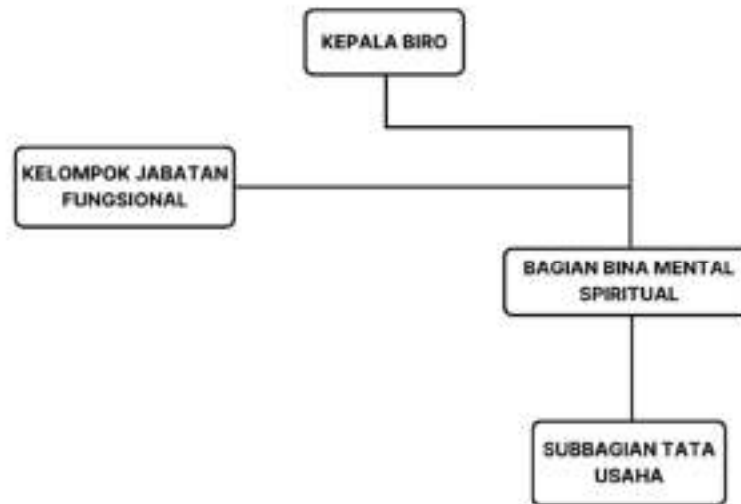 KEPALA BIRO
KELOMPOK JABATAN
FUNGSIONAL
BAGIAN BINA MENTAL
SPIRITUAL
SUBBAGIAN TATA
USAHA